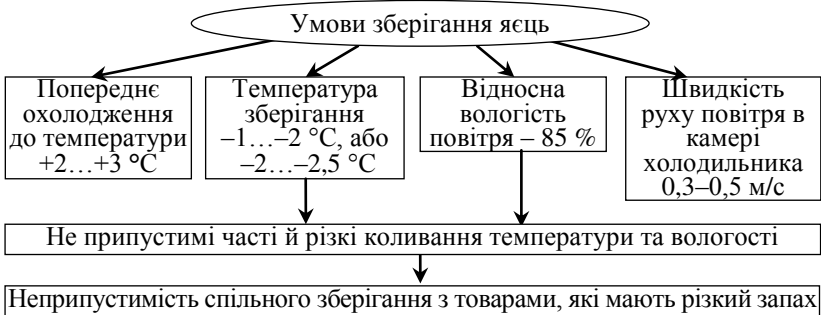 Умови зберігання яєць
Попереднє
охолодження
до температури
+2…+3 °С
Температура
зберігання
–1…–2 °С, або
–2…–2,5 °С
Відносна
вологість
повітря – 85 %
Швидкість
руху повітря в
камері
холодильника
0,3–0,5 м/с
Не припустимі часті й різкі коливання температури та вологості
Неприпустимість спільного зберігання з товарами, які мають різкий запах